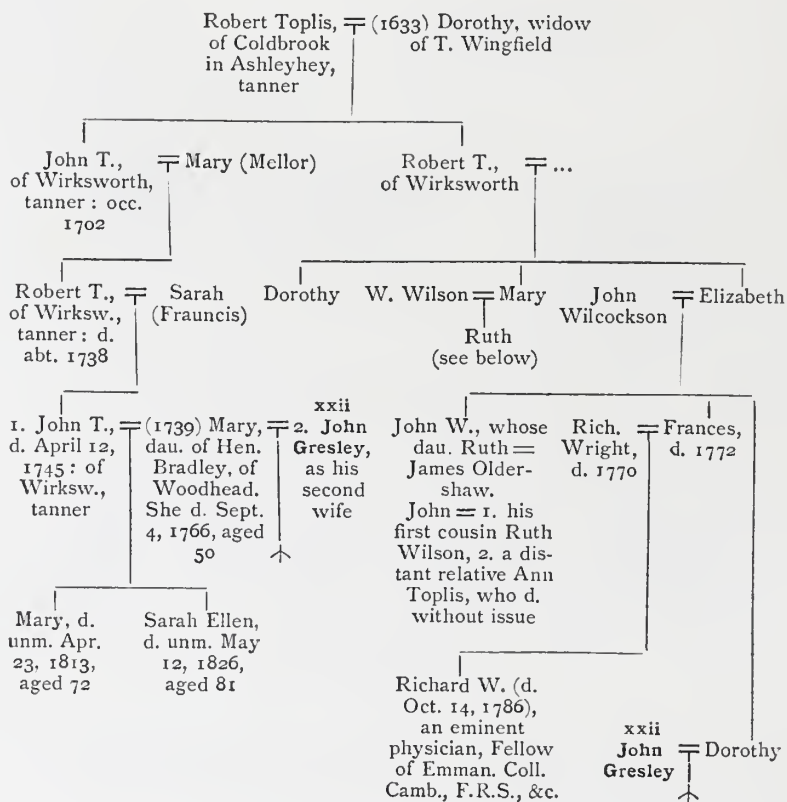 Robert Toplis, = (1633) Dorothy, widow
of Coldbrook of T. Wingfield
in Ashleyhey,
tanner
John T., = Mary (Mellor)
of Wirksworth,
tanner : occ.
1702
Robert T., = ...
of Wirksworth
Robert T., = Sarah
of Wirksw., (Frauncis)
tanner : d.
abt. 1738
Dorothy
W. Wilson = Mary
Ruth
(see below)
John = Elizabeth
Wilcockson
1. John T., =
d. April 12,
1745 : of
Wirksw.,
tanner
(1739) Mary, =
dau. of Hen.
Bradley, of
Woodhead.
She d. Sept.
4, 1766, aged
50
xxii
2. John
Gresley,
as his
second
wife
John W., whose
dau. Ruth =
James Older-
shaw.
John = 1. his
first cousin Ruth
Wilson, 2. a dis-
tant relative Ann
Toplis, who d.
without issue
Rich. =
Wright,
d. 1770
Frances,
d. 1772
Mary, d.
unm. Apr.
23, 1813,
aged 72
Sarah Ellen,
d. unm. May
12, 1826,
aged 81
Richard W. (d.
Oct. 14, 1786),
an eminent
physician, Fellow
of Emman. Coll.
Camb., F.R.S., &c.
xxii
John = Dorothy
Gresley